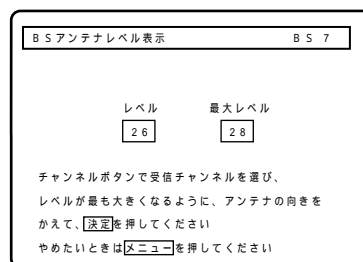 BSアンテナレベル表示 BS 7
レベル 最大レベル
26 28
チャンネルボタンで受信チャンネルを選び、
レベルが最も大きくなるように、アンテナの向きを
かえて、決定を押してください
やめたいときはメニューを押してください